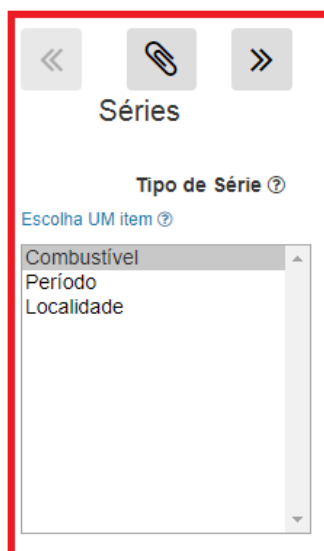 Séries
Tipo de Série
Escolha UM item
Combustível
Período
Localidade